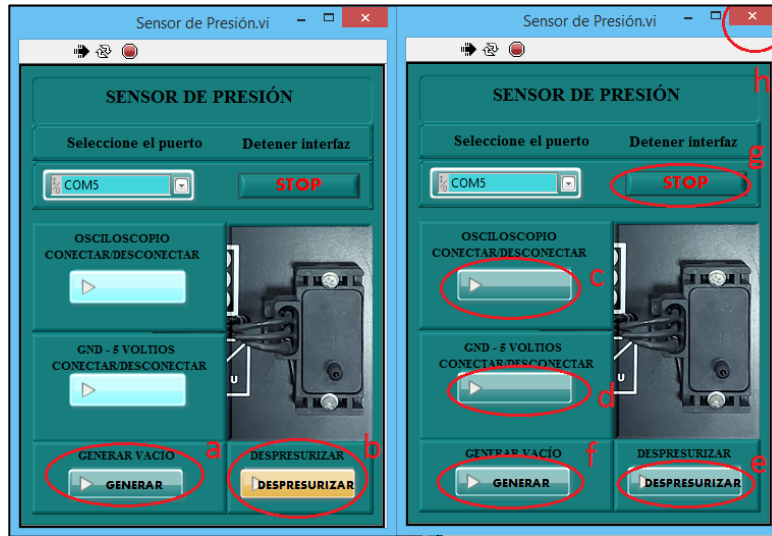 Sensor de Presión.vi
SENSOR DE PRESIÓN
Seleccione el puerto Detener interfaz
I/O COM5 STOP
OSCILOSCOPIO
CONECTAR/DESCONECTAR
GND - 5 VOLTIOS
CONECTAR/DESCONECTAR
U
GENERAR VACÍO a DESPRESURIZAR b
GENERAR DESPRESURIZAR
Sensor de Presión.vi
h
SENSOR DE PRESIÓN
Seleccione el puerto Detener interfaz
g
I/O COM5 STOP
OSCILOSCOPIO
CONECTAR/DESCONECTAR
c
GND - 5 VOLTIOS
CONECTAR/DESCONECTAR
d
U
GENERAR VACÍO f DESPRESURIZAR e
GENERAR DESPRESURIZAR